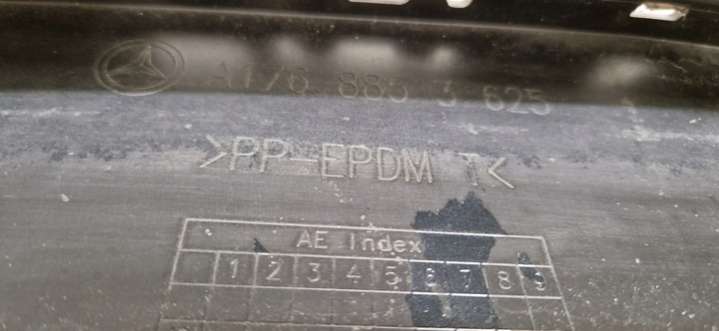 A176 885 3 625
>PP-EPDM T<
AE Index
1 2 3 4 5 6 7 8 9